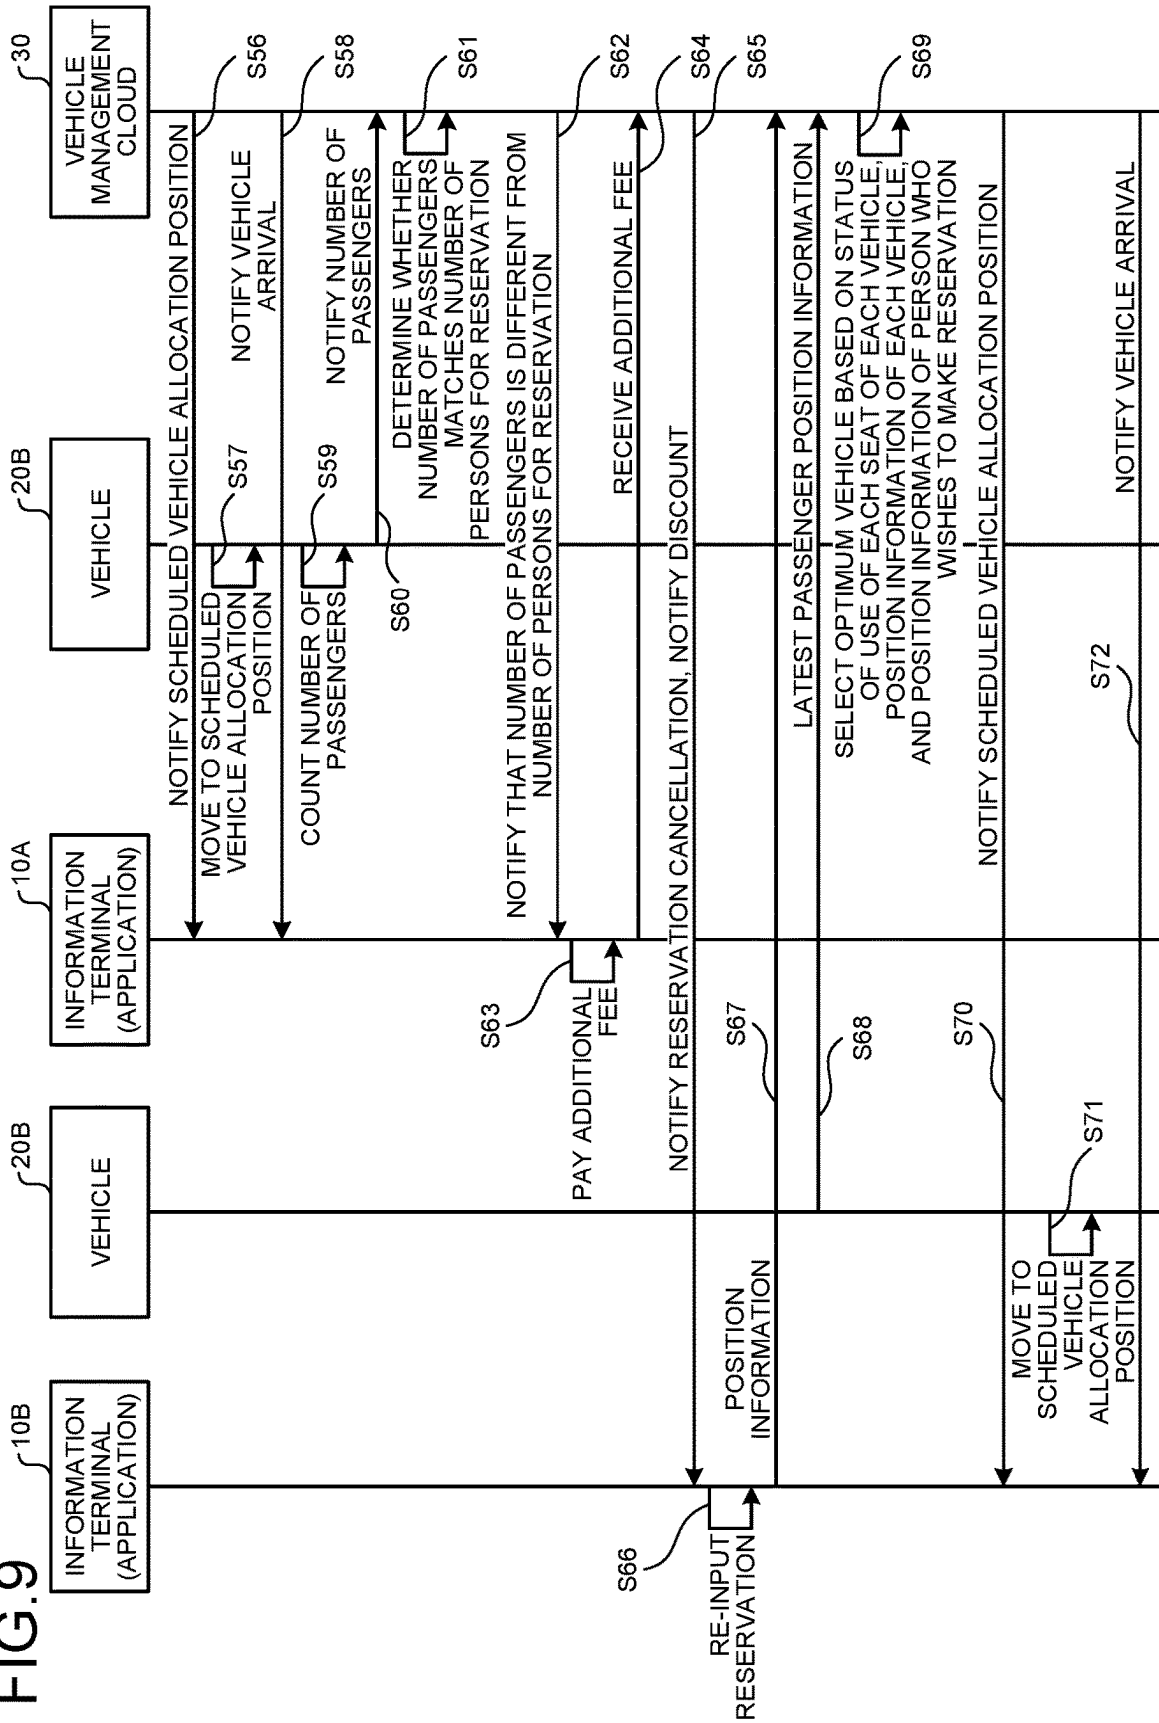 FIG.9
10B
INFORMATION
TERMINAL
(APPLICATION)
20B
VEHICLE
10A
INFORMATION
TERMINAL
(APPLICATION)
20B
VEHICLE
30
VEHICLE
MANAGEMENT
CLOUD
NOTIFY SCHEDULED VEHICLE ALLOCATION POSITION
S56
MOVE TO SCHEDULED
VEHICLE ALLOCATION
POSITION
S57
NOTIFY VEHICLE
ARRIVAL
S58
COUNT NUMBER OF
PASSENGERS
S59
NOTIFY NUMBER OF
PASSENGERS
S60
DETERMINE WHETHER
NUMBER OF PASSENGERS
MATCHES NUMBER OF
PERSONS FOR RESERVATION
S61
NOTIFY THAT NUMBER OF PASSENGERS IS DIFFERENT FROM
NUMBER OF PERSONS FOR RESERVATION
S62
S63
PAY ADDITIONAL
FEE
RECEIVE ADDITIONAL FEE
S64
NOTIFY RESERVATION CANCELLATION, NOTIFY DISCOUNT
S65
S66
RE-INPUT
RESERVATION
POSITION
INFORMATION
S67
LATEST PASSENGER POSITION INFORMATION
S68
SELECT OPTIMUM VEHICLE BASED ON STATUS
OF USE OF EACH SEAT OF EACH VEHICLE,
POSITION INFORMATION OF EACH VEHICLE,
AND POSITION INFORMATION OF PERSON WHO
WISHES TO MAKE RESERVATION
S69
NOTIFY SCHEDULED VEHICLE ALLOCATION POSITION
S70
MOVE TO
SCHEDULED
VEHICLE
ALLOCATION
POSITION
S71
NOTIFY VEHICLE ARRIVAL
S72